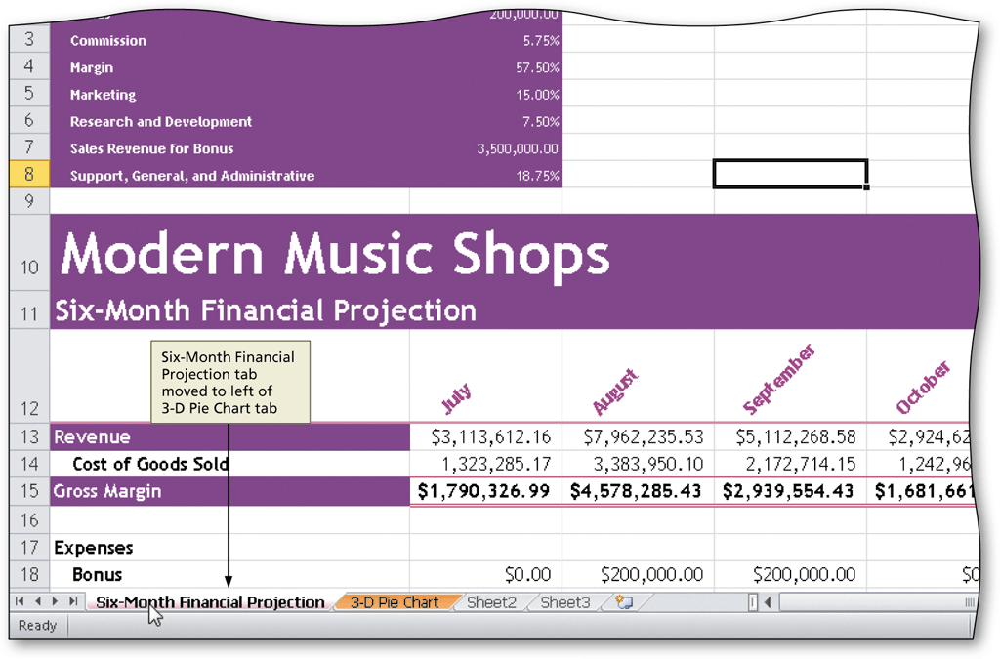 200,000.00
3 Commission 5.75%
4 Margin 57.50%
5 Marketing 15.00%
6 Research and Development 7.50%
7 Sales Revenue for Bonus 3,500,000.00
8 Support, General, and Administrative 18.75%
9
10 Modern Music Shops
11 Six-Month Financial Projection
Six-Month Financial
Projection tab
moved to left of
3-D Pie Chart tab
12 July August September October
13 Revenue $3,113,612.16 $7,962,235.53 $5,112,268.58 $2,924,62
14 Cost of Goods Sold 1,323,285.17 3,383,950.10 2,172,714.15 1,242,96
15 Gross Margin $1,790,326.99 $4,578,285.43 $2,939,554.43 $1,681,661
16
17 Expenses
18 Bonus $0.00 $200,000.00 $200,000.00 $0
Six-Month Financial Projection 3-D Pie Chart Sheet2 Sheet3
Ready